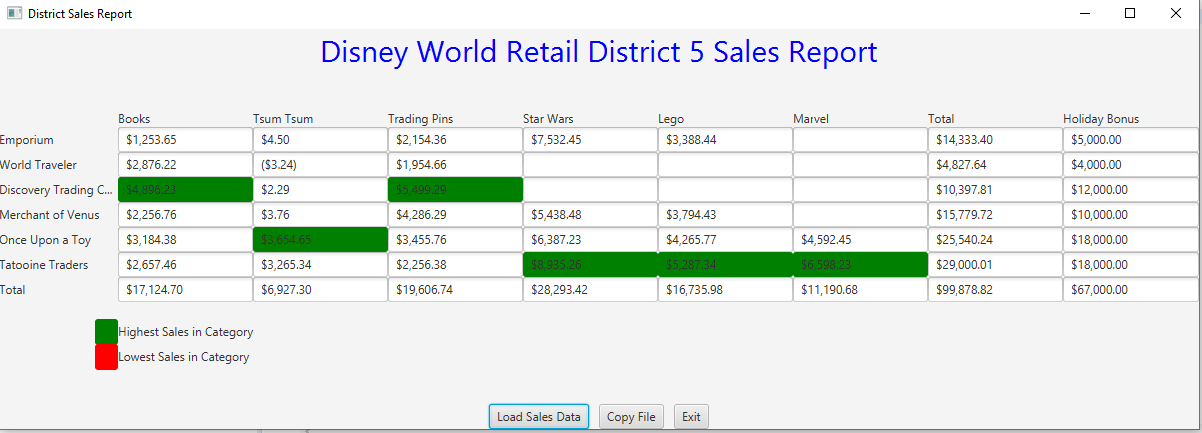 District Sales Report
Disney World Retail District 5 Sales Report
Books Tsum Tsum Trading Pins Star Wars Lego Marvel Total Holiday Bonus
Emporium $1,253.65 $4.50 $2,154.36 $7,532.45 $3,388.44 $14,333.40 $5,000.00
World Traveler $2,876.22 ($3.24) $1,954.66 $4,827.64 $4,000.00
Discovery Trading C... $4,896.23 $2.29 $5,499.29 $10,397.81 $12,000.00
Merchant of Venus $2,256.76 $3.76 $4,286.29 $5,438.48 $3,794.43 $15,779.72 $10,000.00
Once Upon a Toy $3,184.38 $3,654.65 $3,455.76 $6,387.23 $4,265.77 $4,592.45 $25,540.24 $18,000.00
Tatooine Traders $2,657.46 $3,265.34 $2,256.38 $8,935.26 $5,287.34 $6,598.23 $29,000.01 $18,000.00
Total $17,124.70 $6,927.30 $19,606.74 $28,293.42 $16,735.98 $11,190.68 $99,878.82 $67,000.00
Highest Sales in Category
Lowest Sales in Category
Load Sales Data Copy File Exit